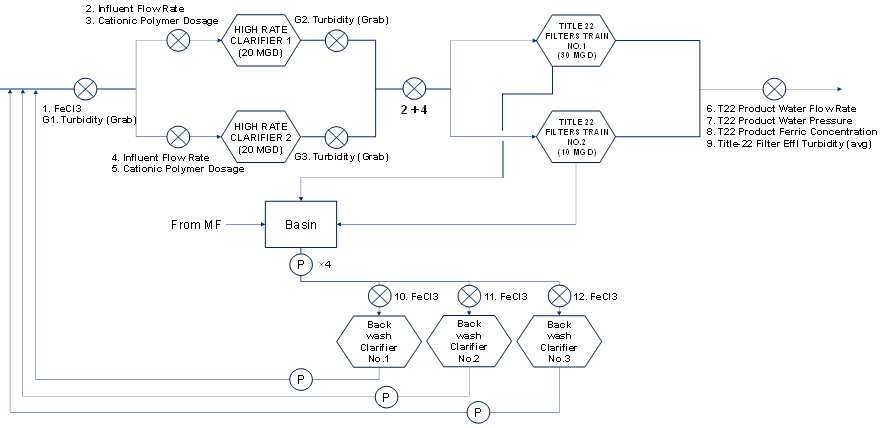 2. Influent Flow Rate
3. Cationic Polymer Dosage
HIGH RATE
CLARIFIER 1
(20 MGD)
G2. Turbidity (Grab)
TITLE 22
FILTERS TRAIN
NO.1
(30 MGD)
1. FeCl3
G1. Turbidity (Grab)
2 + 4
HIGH RATE
CLARIFIER 2
(20 MGD)
G3. Turbidity (Grab)
4. Influent Flow Rate
5. Cationic Polymer Dosage
TITLE 22
FILTERS TRAIN
NO.2
(10 MGD)
6. T22 Product Water Flow Rate
7. T22 Product Water Pressure
8. T22 Product Ferric Concentration
9. Title-22 Filter Effl Turbidity (avg)
From MF
Basin
P
×4
10. FeCl3
11. FeCl3
12. FeCl3
Back
wash
Clarifier
No.1
Back
wash
Clarifier
No.2
Back
wash
Clarifier
No.3
P
P
P